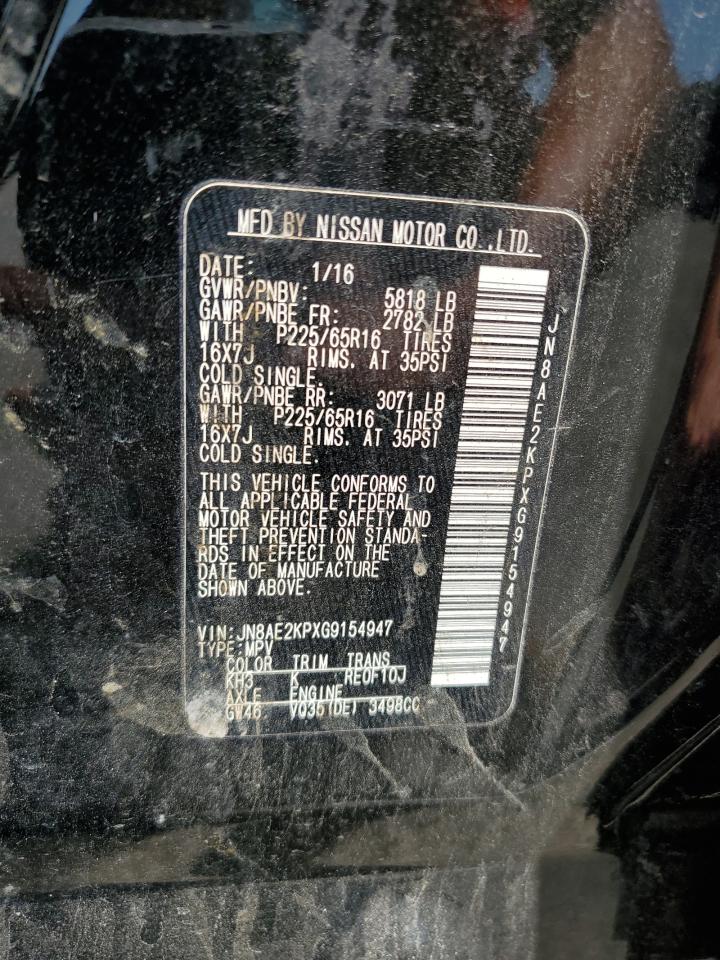 MFD BY NISSAN MOTOR CO.,LTD.
DATE: 1/16
GVWR/PNBV: 5818 LB
GAWR/PNBE FR: 2782 LB
WITH P225/65R16 TIRES
16X7J RIMS. AT 35PSI
COLD SINGLE.
GAWR/PNBE RR: 3071 LB
WITH P225/65R16 TIRES
16X7J RIMS. AT 35PSI
COLD SINGLE.
THIS VEHICLE CONFORMS TO
ALL APPLICABLE FEDERAL
MOTOR VEHICLE SAFETY AND
THEFT PREVENTION STANDA-
RDS IN EFFECT ON THE
DATE OF MANUFACTURE
SHOWN ABOVE.
VIN:JN8AE2KPXG9154947
TYPE:MPV
COLOR TRIM TRANS
KH3 K RE0F10J
AXLE ENGINE
GW46 VQ35(DE) 3498CC
JN8AE2KPXG9154947